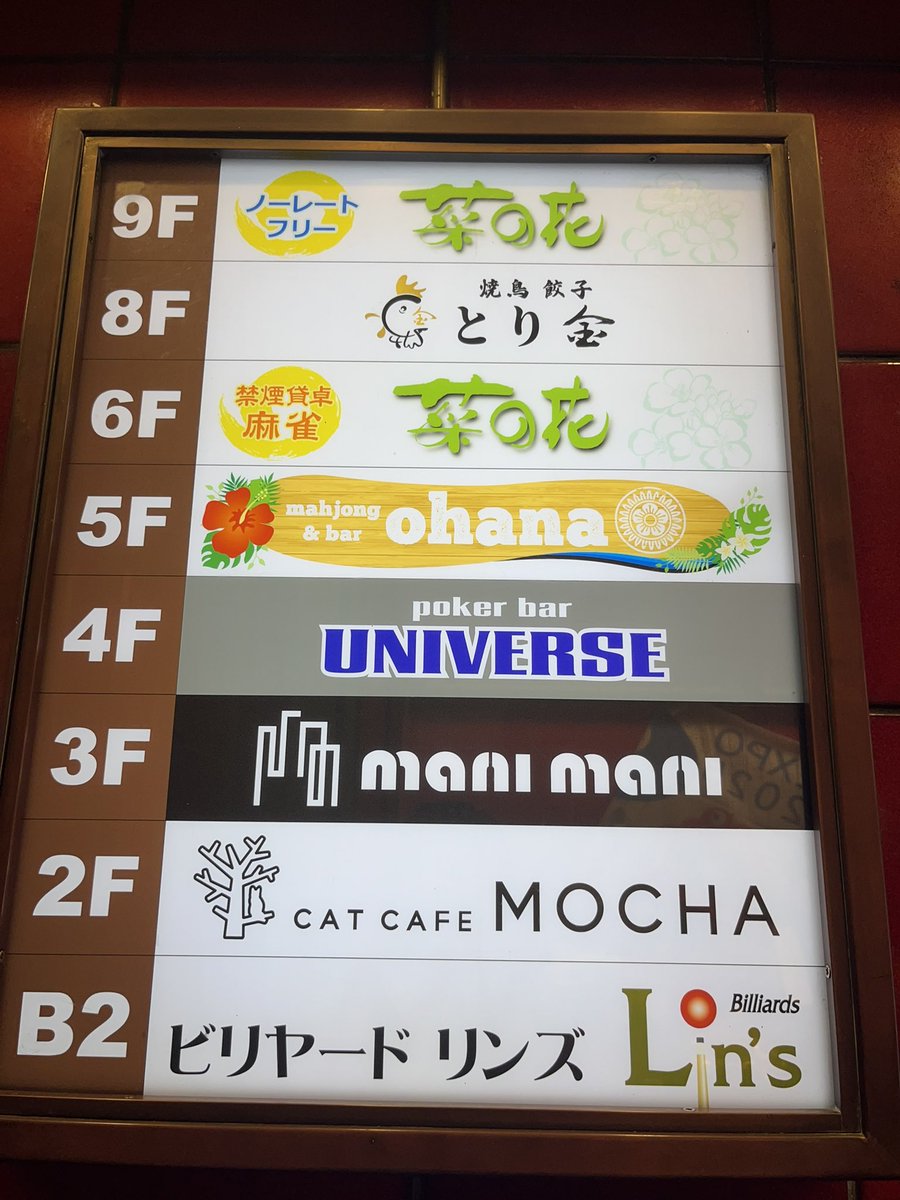 9F
ノーレート
フリー
菜の花
8F
焼鳥 餃子
とり金
6F
禁煙貸卓
麻雀
菜の花
5F
mahjong
& bar
ohana
4F
poker bar
UNIVERSE
3F
mani mani
2F
CAT CAFE MOCHA
B2
ビリヤード リンズ
Billiards
Lin's